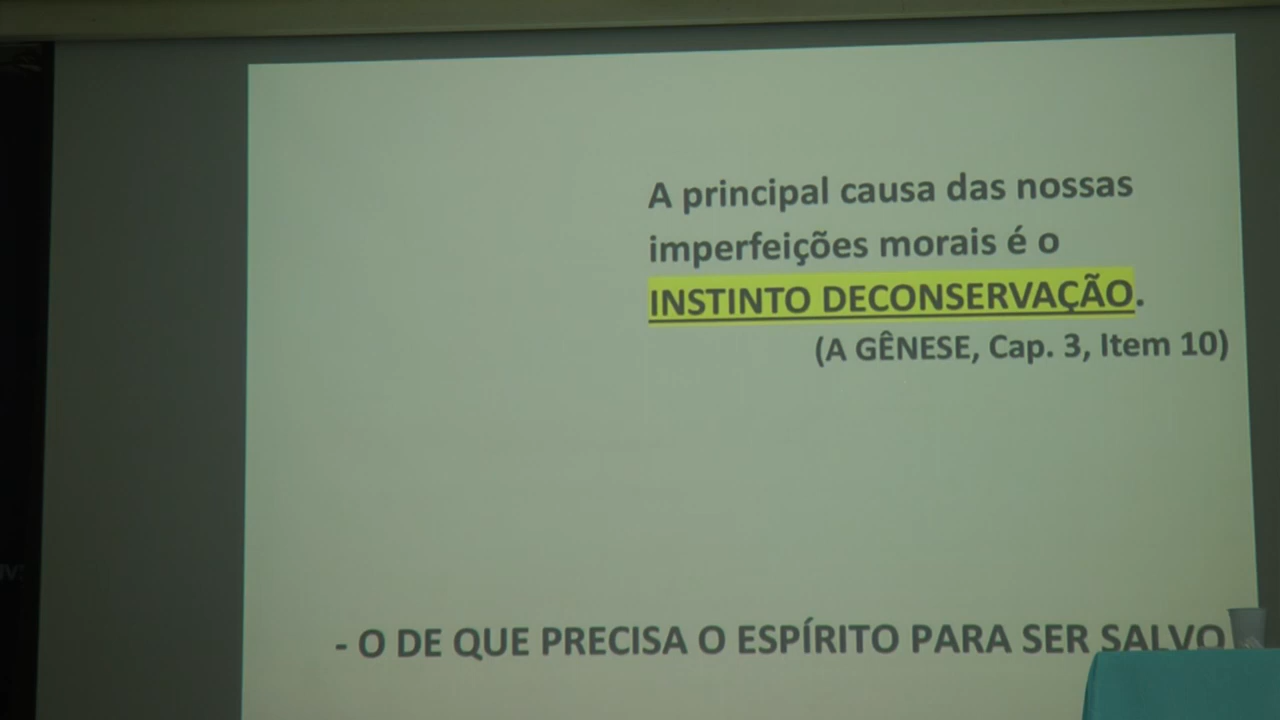 A principal causa das nossas
imperfeições morais é o
INSTINTO DECONSERVAÇÃO.
(A GÊNESE, Cap. 3, Item 10)
- O DE QUE PRECISA O ESPÍRITO PARA SER SALVO